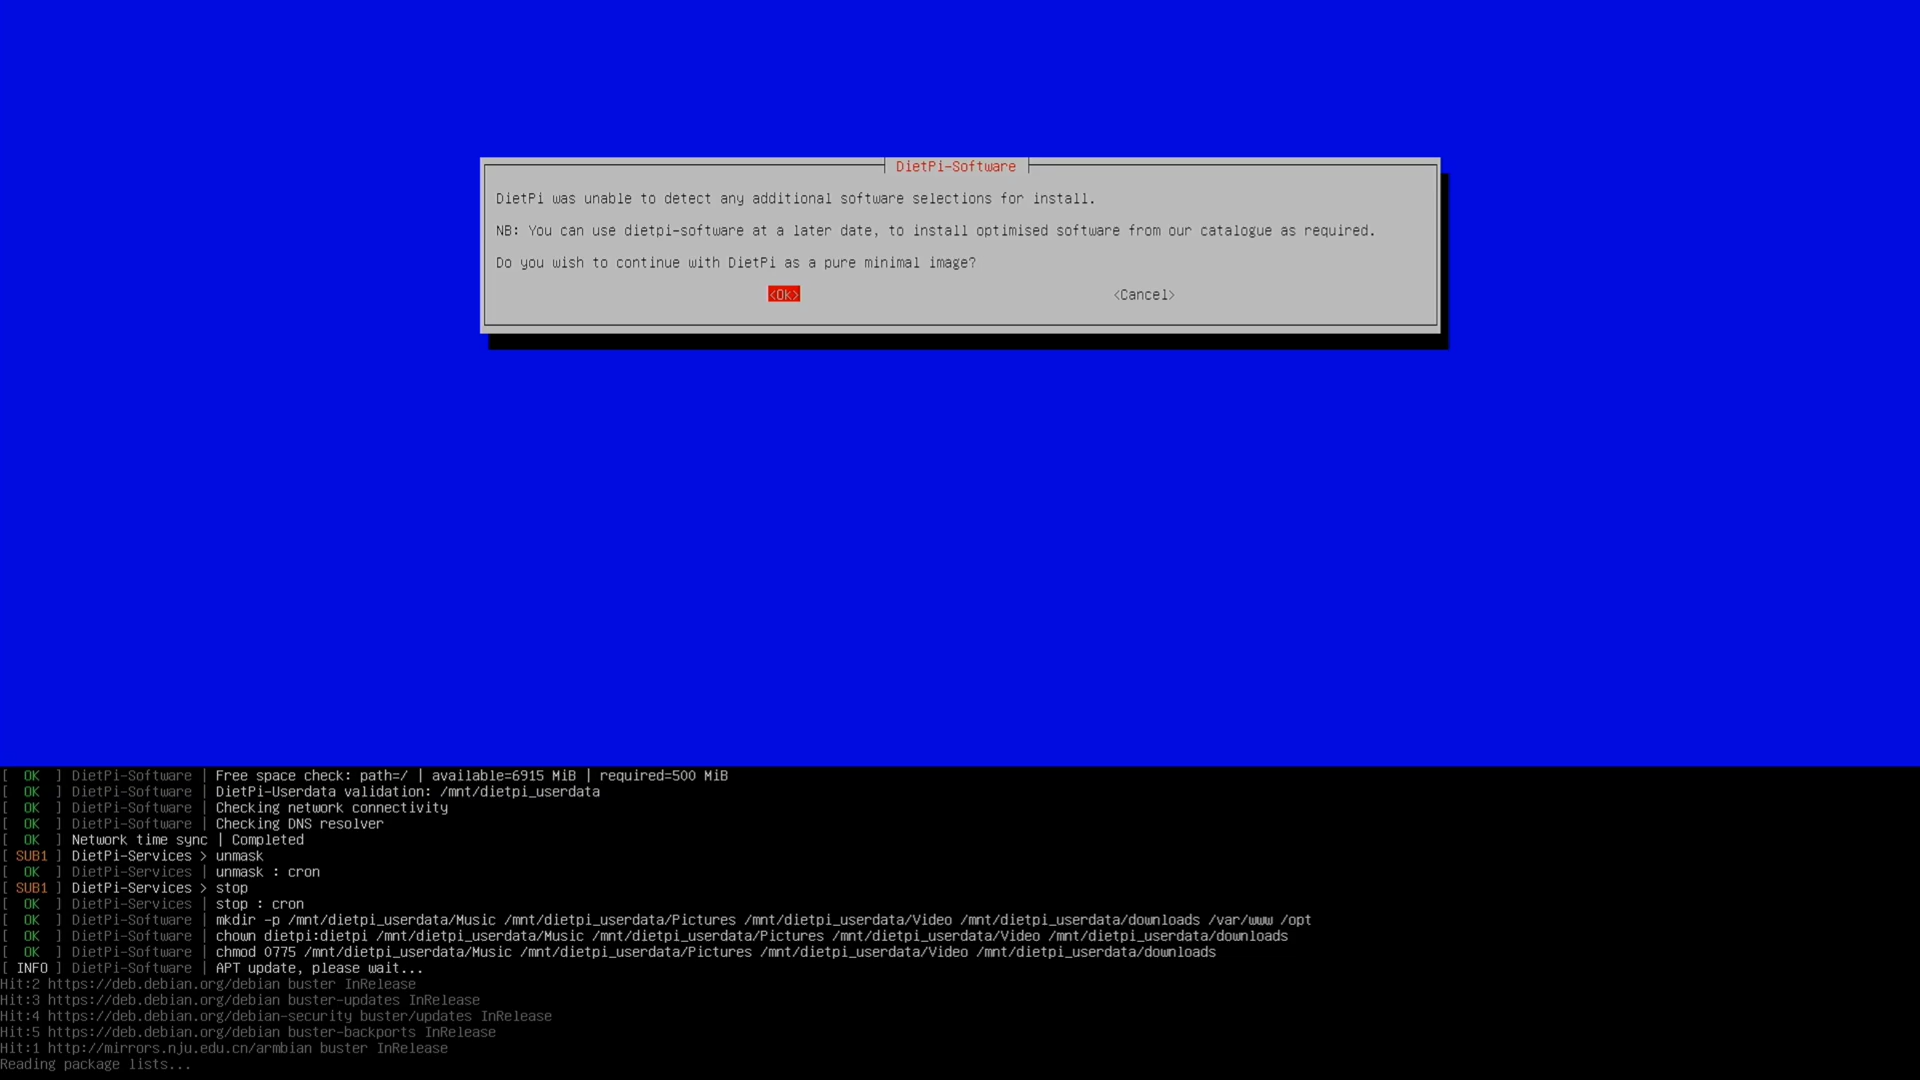 DietPi-Software
DietPi was unable to detect any additional software selections for install.
NB: You can use dietpi-software at a later date, to install optimised software from our catalogue as required.
Do you wish to continue with DietPi as a pure minimal image?
<Ok> <Cancel>
[  OK  ] DietPi-Software | Free space check: path=/ | available=6915 MiB | required=500 MiB
[  OK  ] DietPi-Software | DietPi-Userdata validation: /mnt/dietpi_userdata
[  OK  ] DietPi-Software | Checking network connectivity
[  OK  ] DietPi-Software | Checking DNS resolver
[  OK  ] Network time sync | Completed
[ SUB1 ] DietPi-Services > unmask
[  OK  ] DietPi-Services | unmask : cron
[ SUB1 ] DietPi-Services > stop
[  OK  ] DietPi-Services | stop : cron
[  OK  ] DietPi-Software | mkdir -p /mnt/dietpi_userdata/Music /mnt/dietpi_userdata/Pictures /mnt/dietpi_userdata/Video /mnt/dietpi_userdata/downloads /var/www /opt
[  OK  ] DietPi-Software | chown dietpi:dietpi /mnt/dietpi_userdata/Music /mnt/dietpi_userdata/Pictures /mnt/dietpi_userdata/Video /mnt/dietpi_userdata/downloads
[  OK  ] DietPi-Software | chmod 0775 /mnt/dietpi_userdata/Music /mnt/dietpi_userdata/Pictures /mnt/dietpi_userdata/Video /mnt/dietpi_userdata/downloads
[ INFO ] DietPi-Software | APT update, please wait...
Hit:2 https://deb.debian.org/debian buster InRelease
Hit:3 https://deb.debian.org/debian buster-updates InRelease
Hit:4 https://deb.debian.org/debian-security buster/updates InRelease
Hit:5 https://deb.debian.org/debian buster-backports InRelease
Hit:1 http://mirrors.nju.edu.cn/armbian buster InRelease
Reading package lists...